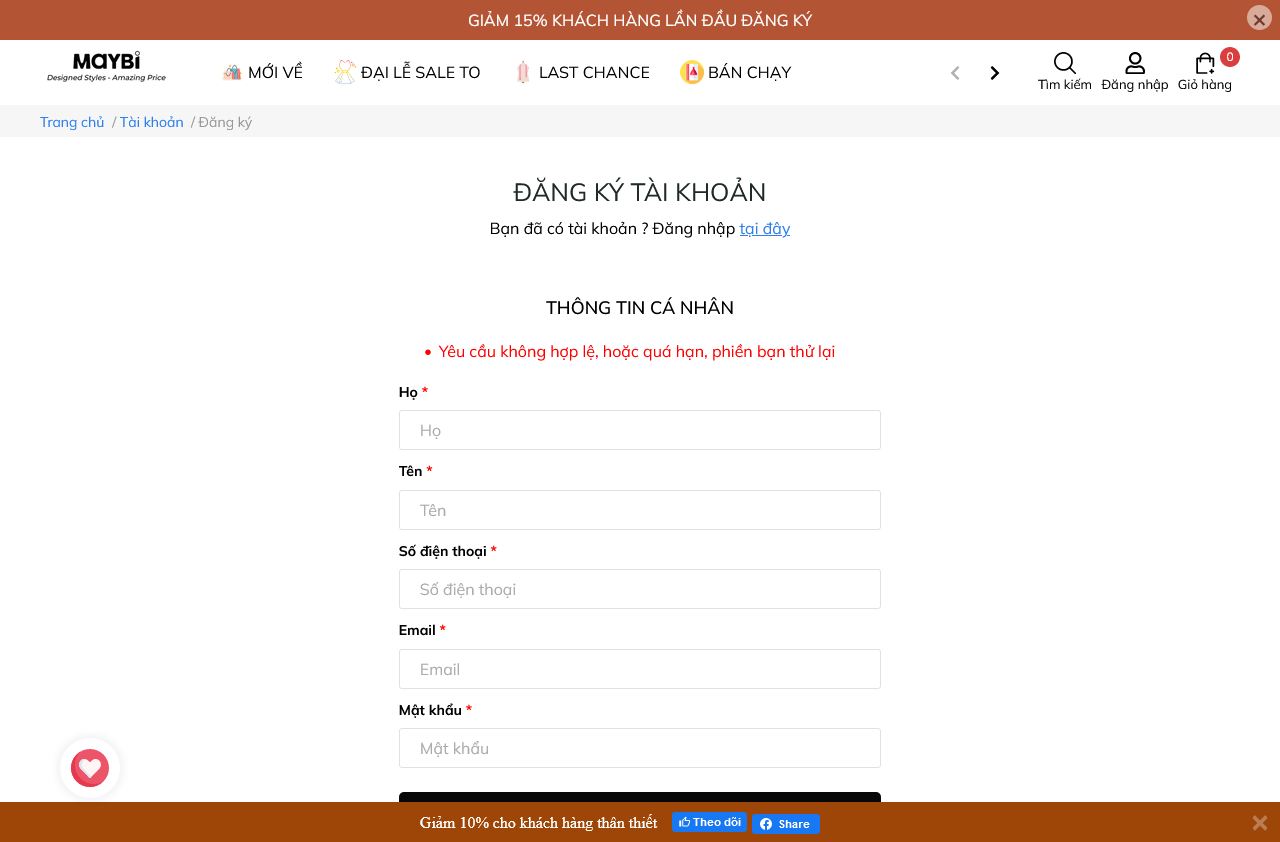 GIẢM 15% KHÁCH HÀNG LẦN ĐẦU ĐĂNG KÝ
MAYBI
Designed Styles - Amazing Price
MỚI VỀ
ĐẠI LỄ SALE TO
LAST CHANCE
BÁN CHẠY
Tìm kiếm
Đăng nhập
0
Giỏ hàng
Trang chủ / Tài khoản / Đăng ký
ĐĂNG KÝ TÀI KHOẢN
Bạn đã có tài khoản ? Đăng nhập tại đây
THÔNG TIN CÁ NHÂN
• Yêu cầu không hợp lệ, hoặc quá hạn, phiền bạn thử lại
Họ *
Họ
Tên *
Tên
Số điện thoại *
Số điện thoại
Email *
Email
Mật khẩu *
Mật khẩu
Giảm 10% cho khách hàng thân thiết
Theo dõi
Share